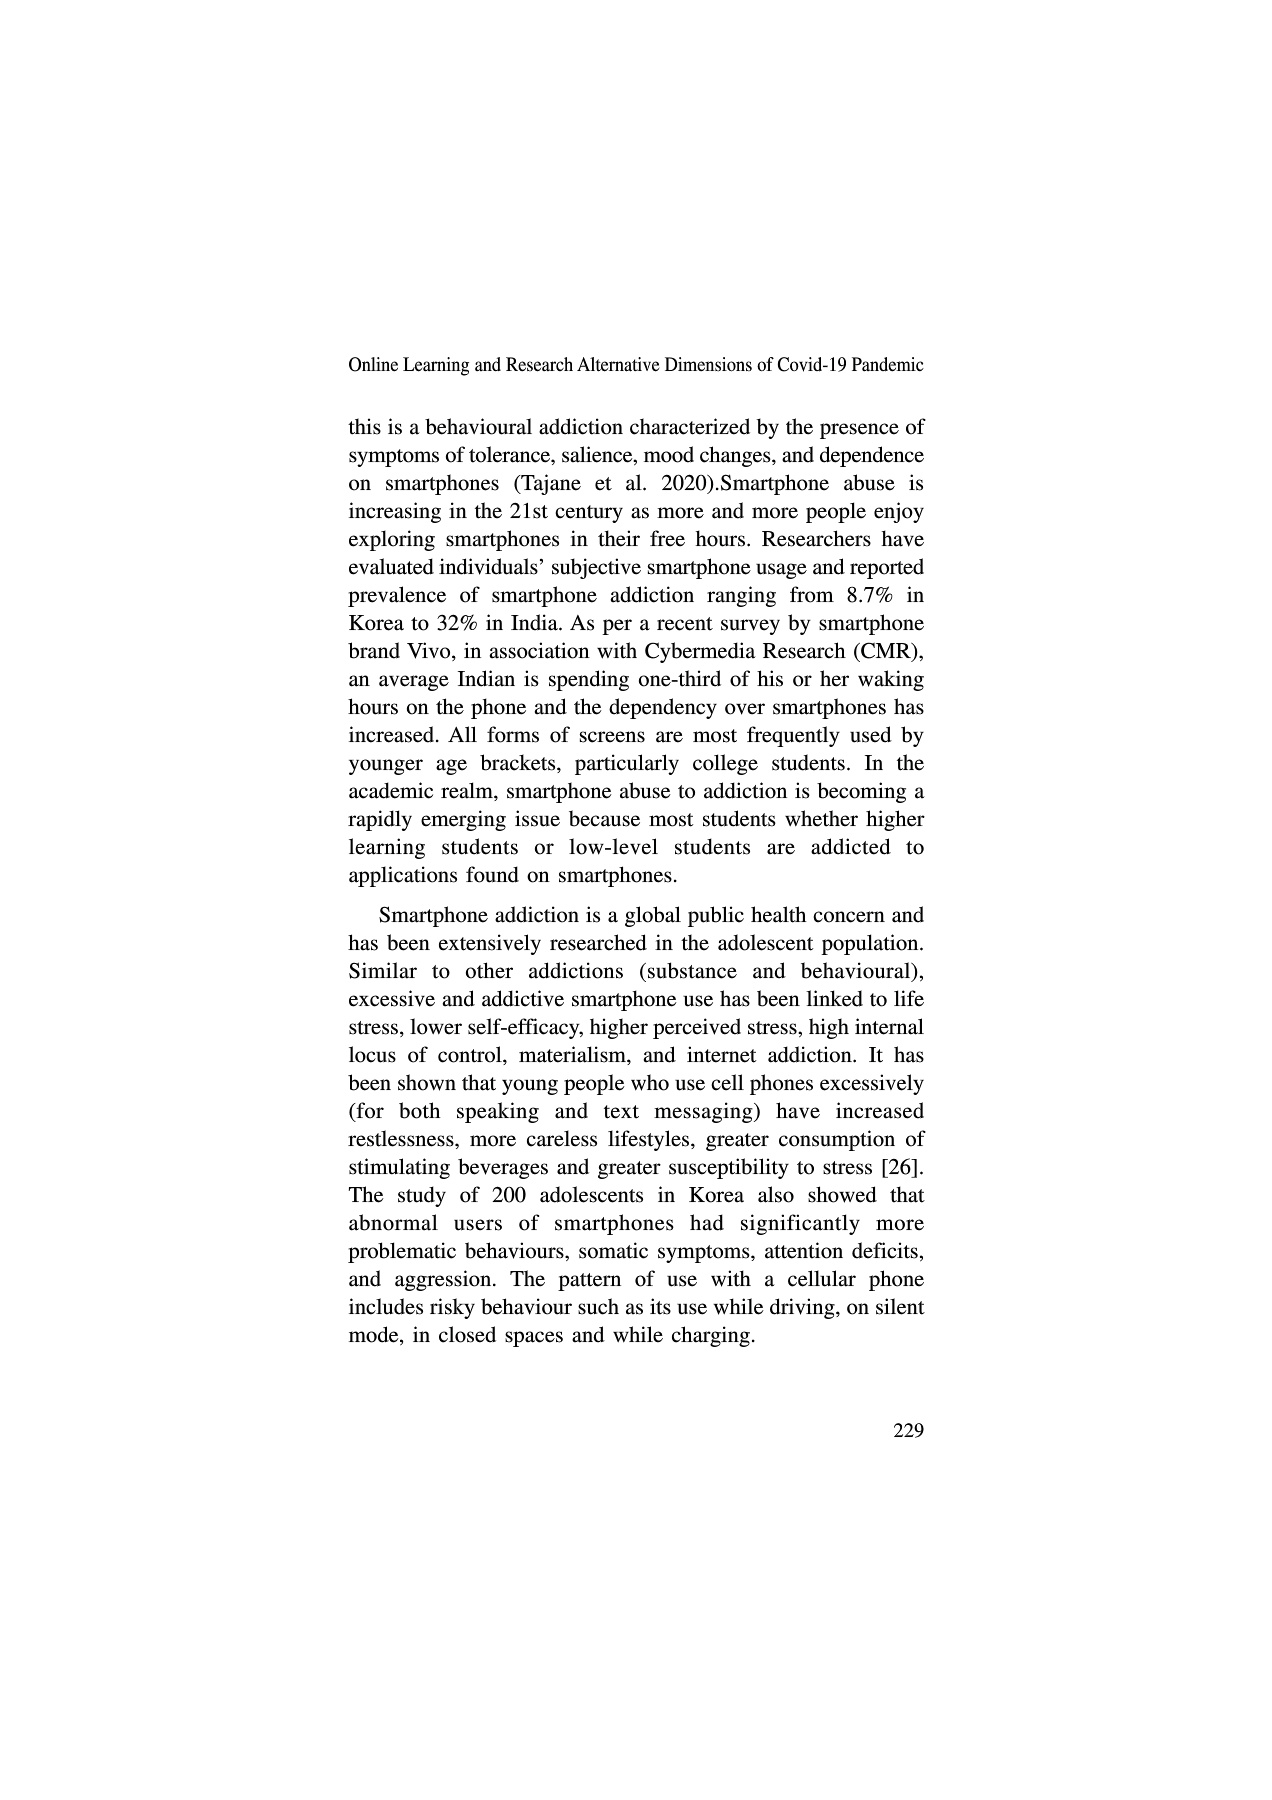 Online Learning and Research Alternative Dimensions of Covid-19 Pandemic
this is a behavioural addiction characterized by the presence of
symptoms of tolerance, salience, mood changes, and dependence
on smartphones (Tajane et al. 2020).Smartphone abuse is
increasing in the 21st century as more and more people enjoy
exploring smartphones in their free hours. Researchers have
evaluated individuals’ subjective smartphone usage and reported
prevalence of smartphone addiction ranging from 8.7% in
Korea to 32% in India. As per a recent survey by smartphone
brand Vivo, in association with Cybermedia Research (CMR),
an average Indian is spending one-third of his or her waking
hours on the phone and the dependency over smartphones has
increased. All forms of screens are most frequently used by
younger age brackets, particularly college students. In the
academic realm, smartphone abuse to addiction is becoming a
rapidly emerging issue because most students whether higher
learning students or low-level students are addicted to
applications found on smartphones.
Smartphone addiction is a global public health concern and
has been extensively researched in the adolescent population.
Similar to other addictions (substance and behavioural),
excessive and addictive smartphone use has been linked to life
stress, lower self-efficacy, higher perceived stress, high internal
locus of control, materialism, and internet addiction. It has
been shown that young people who use cell phones excessively
(for both speaking and text messaging) have increased
restlessness, more careless lifestyles, greater consumption of
stimulating beverages and greater susceptibility to stress [26].
The study of 200 adolescents in Korea also showed that
abnormal users of smartphones had significantly more
problematic behaviours, somatic symptoms, attention deficits,
and aggression. The pattern of use with a cellular phone
includes risky behaviour such as its use while driving, on silent
mode, in closed spaces and while charging.
229